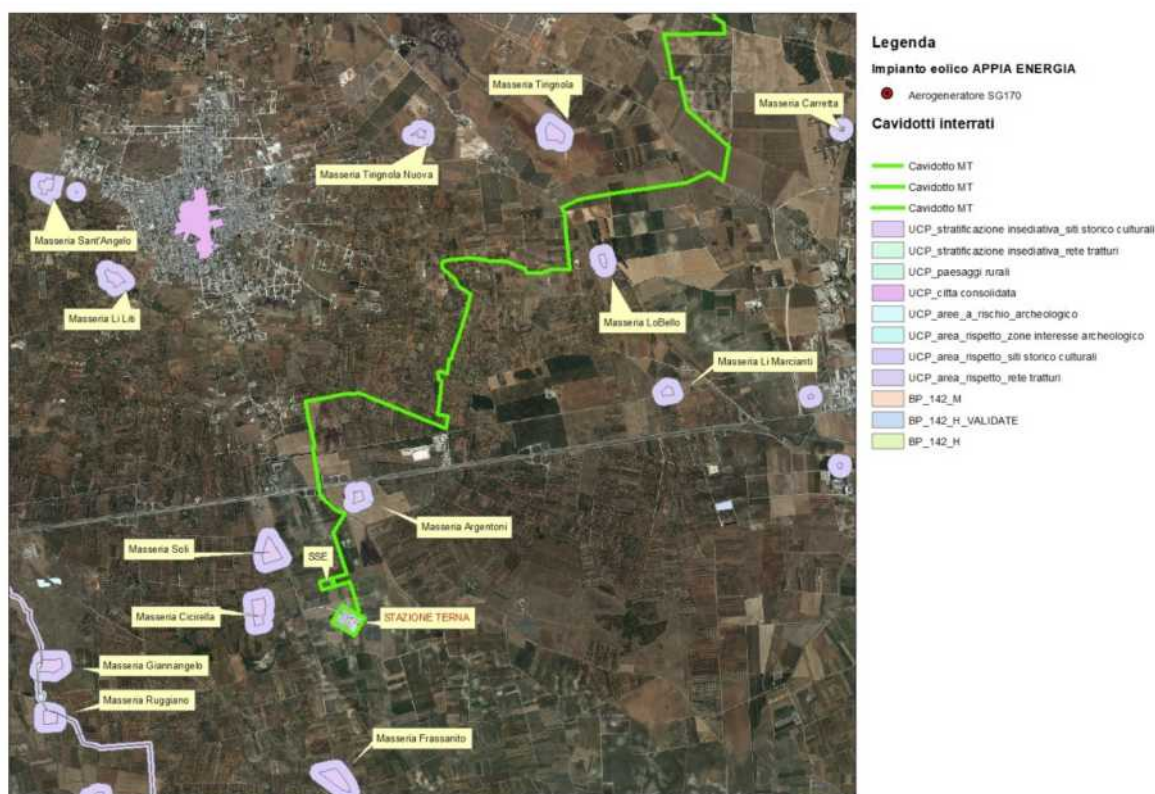 Masseria Tirignola
Masseria Carretta
Masseria Tirignola Nuova
Masseria Sant'Angelo
Masseria Li Liti
Masseria LoBello
Masseria Li Marcianti
Masseria Argentoni
Masseria Soli
SSE
Masseria Cicirella
STAZIONE TERNA
Masseria Giannangelo
Masseria Ruggiano
Masseria Frassanito
Legenda
Impianto eolico APPIA ENERGIA
Aerogeneratore SG170
Cavidotti interrati
Cavidotto MT
Cavidotto MT
Cavidotto MT
UCP_stratificazione insediativa_siti storico culturali
UCP_stratificazione insediativa_rete tratturi
UCP_paesaggi rurali
UCP_citta consolidata
UCP_aree_a_rischio_archeologico
UCP_area_rispetto_zone interesse archeologico
UCP_area_rispetto_siti storico culturali
UCP_area_rispetto_rete tratturi
BP_142_M
BP_142_H_VALIDATE
BP_142_H